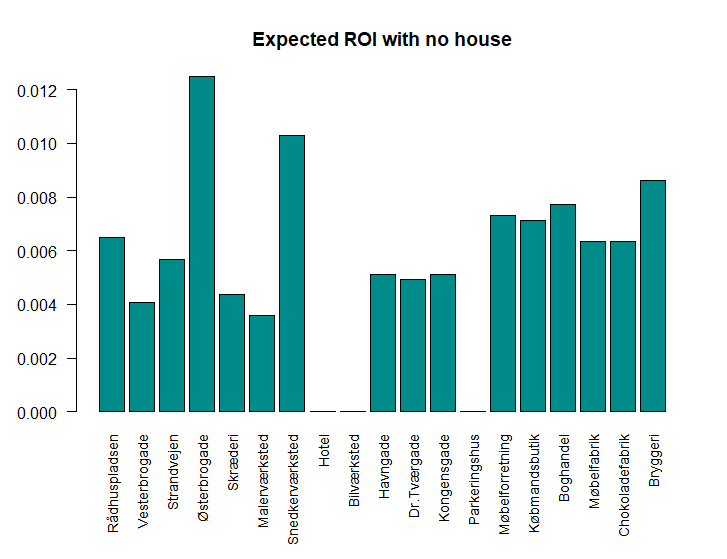 Expected ROI with no house
0.012
0.010
0.008
0.006
0.004
0.002
0.000
Rådhuspladsen
Vesterbrogade
Strandvejen
Østerbrogade
Skræderi
Malerværksted
Snedkerværksted
Hotel
Bilværksted
Havngade
Dr.Tværgade
Kongensgade
Parkeringshus
Møbelforretning
Købmandsbutik
Boghandel
Møbelfabrik
Chokoladefabrik
Bryggeri